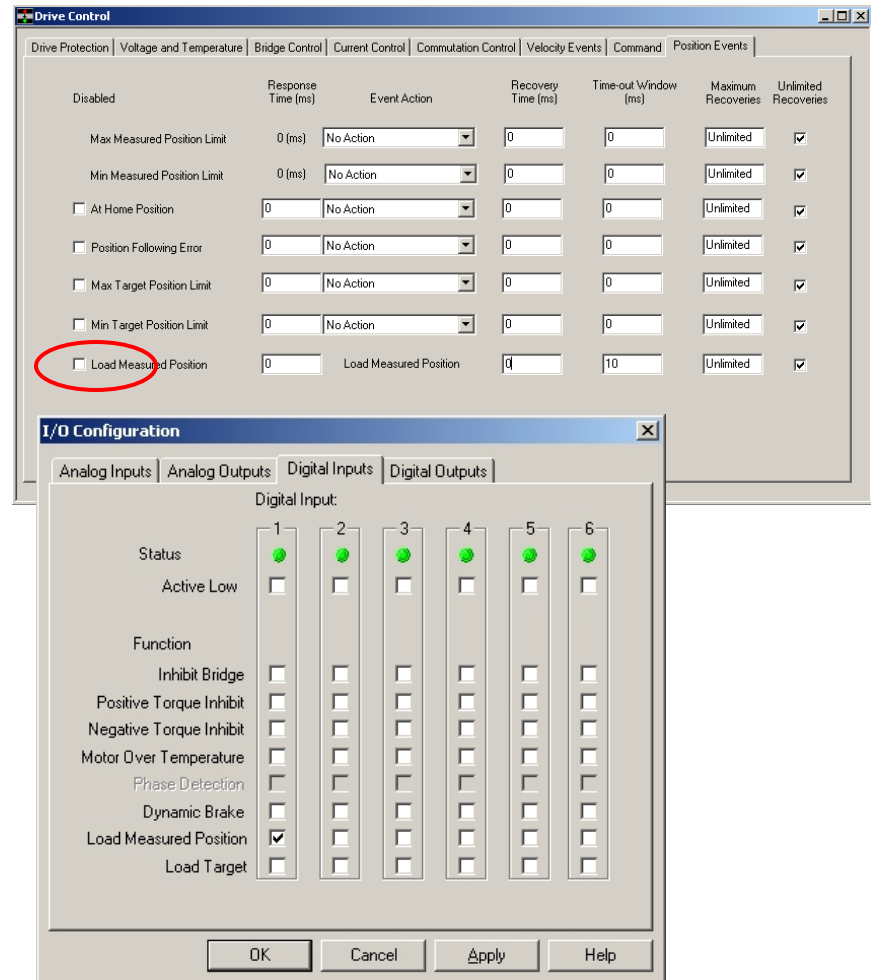 Drive Control
Drive Protection Voltage and Temperature Bridge Control Current Control Commutation Control Velocity Events Command Position Events
Disabled Response Time (ms) Event Action Recovery Time (ms) Time-out Window (ms) Maximum Recoveries Unlimited Recoveries
Max Measured Position Limit 0 (ms) No Action 0 0 Unlimited
Min Measured Position Limit 0 (ms) No Action 0 0 Unlimited
At Home Position 0 No Action 0 0 Unlimited
Position Following Error 0 No Action 0 0 Unlimited
Max Target Position Limit 0 No Action 0 0 Unlimited
Min Target Position Limit 0 No Action 0 0 Unlimited
Load Measured Position 0 Load Measured Position 0 10 Unlimited
I/O Configuration
Analog Inputs Analog Outputs Digital Inputs Digital Outputs
Digital Input:
1 2 3 4 5 6
Status
Active Low
Function
Inhibit Bridge
Positive Torque Inhibit
Negative Torque Inhibit
Motor Over Temperature
Phase Detection
Dynamic Brake
Load Measured Position
Load Target
OK Cancel Apply Help